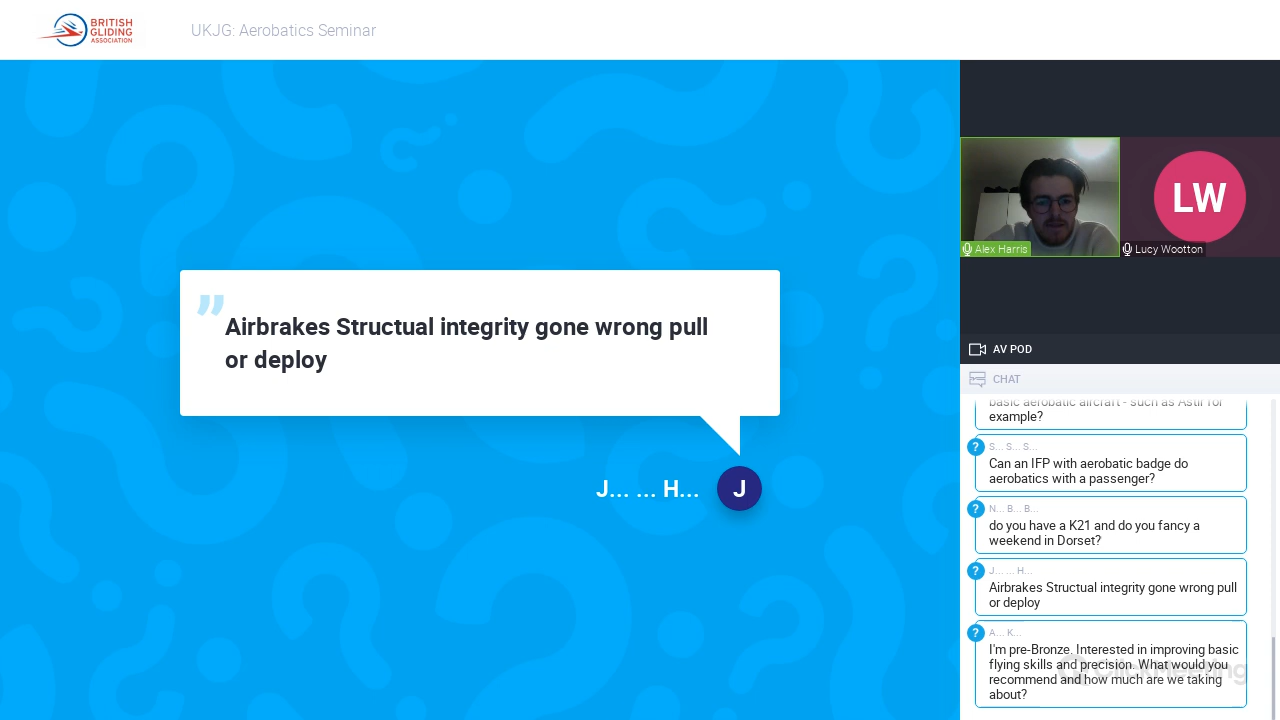 BRITISH
GLIDING
ASSOCIATION
UKJG: Aerobatics Seminar
”
Airbrakes Structual integrity gone wrong pull
or deploy
J... ... H...
J
LW
Alex Harris
Lucy Wootton
AV POD
CHAT
basic aerobatic aircraft - such as Astir for
example?
?
S... S... S...
Can an IFP with aerobatic badge do
aerobatics with a passenger?
?
N... B... B...
do you have a K21 and do you fancy a
weekend in Dorset?
?
J... ... H...
Airbrakes Structual integrity gone wrong pull
or deploy
?
A... K...
I'm pre-Bronze. Interested in improving basic
flying skills and precision. What would you
recommend and how much are we taking
about?
ClickMeeting